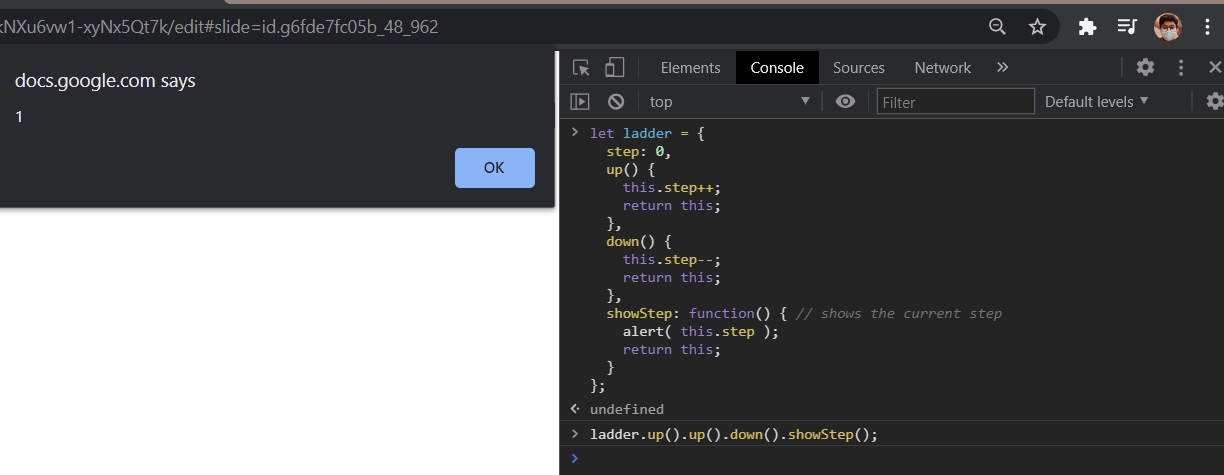 kNXu6vw1-xyNx5Qt7k/edit#slide=id.g6fde7fc05b_48_962
docs.google.com says
1
OK
Elements Console Sources Network »
top Filter Default levels
let ladder = {
  step: 0,
  up() {
    this.step++;
    return this;
  },
  down() {
    this.step--;
    return this;
  },
  showStep: function() { // shows the current step
    alert( this.step );
    return this;
  }
};
undefined
ladder.up().up().down().showStep();